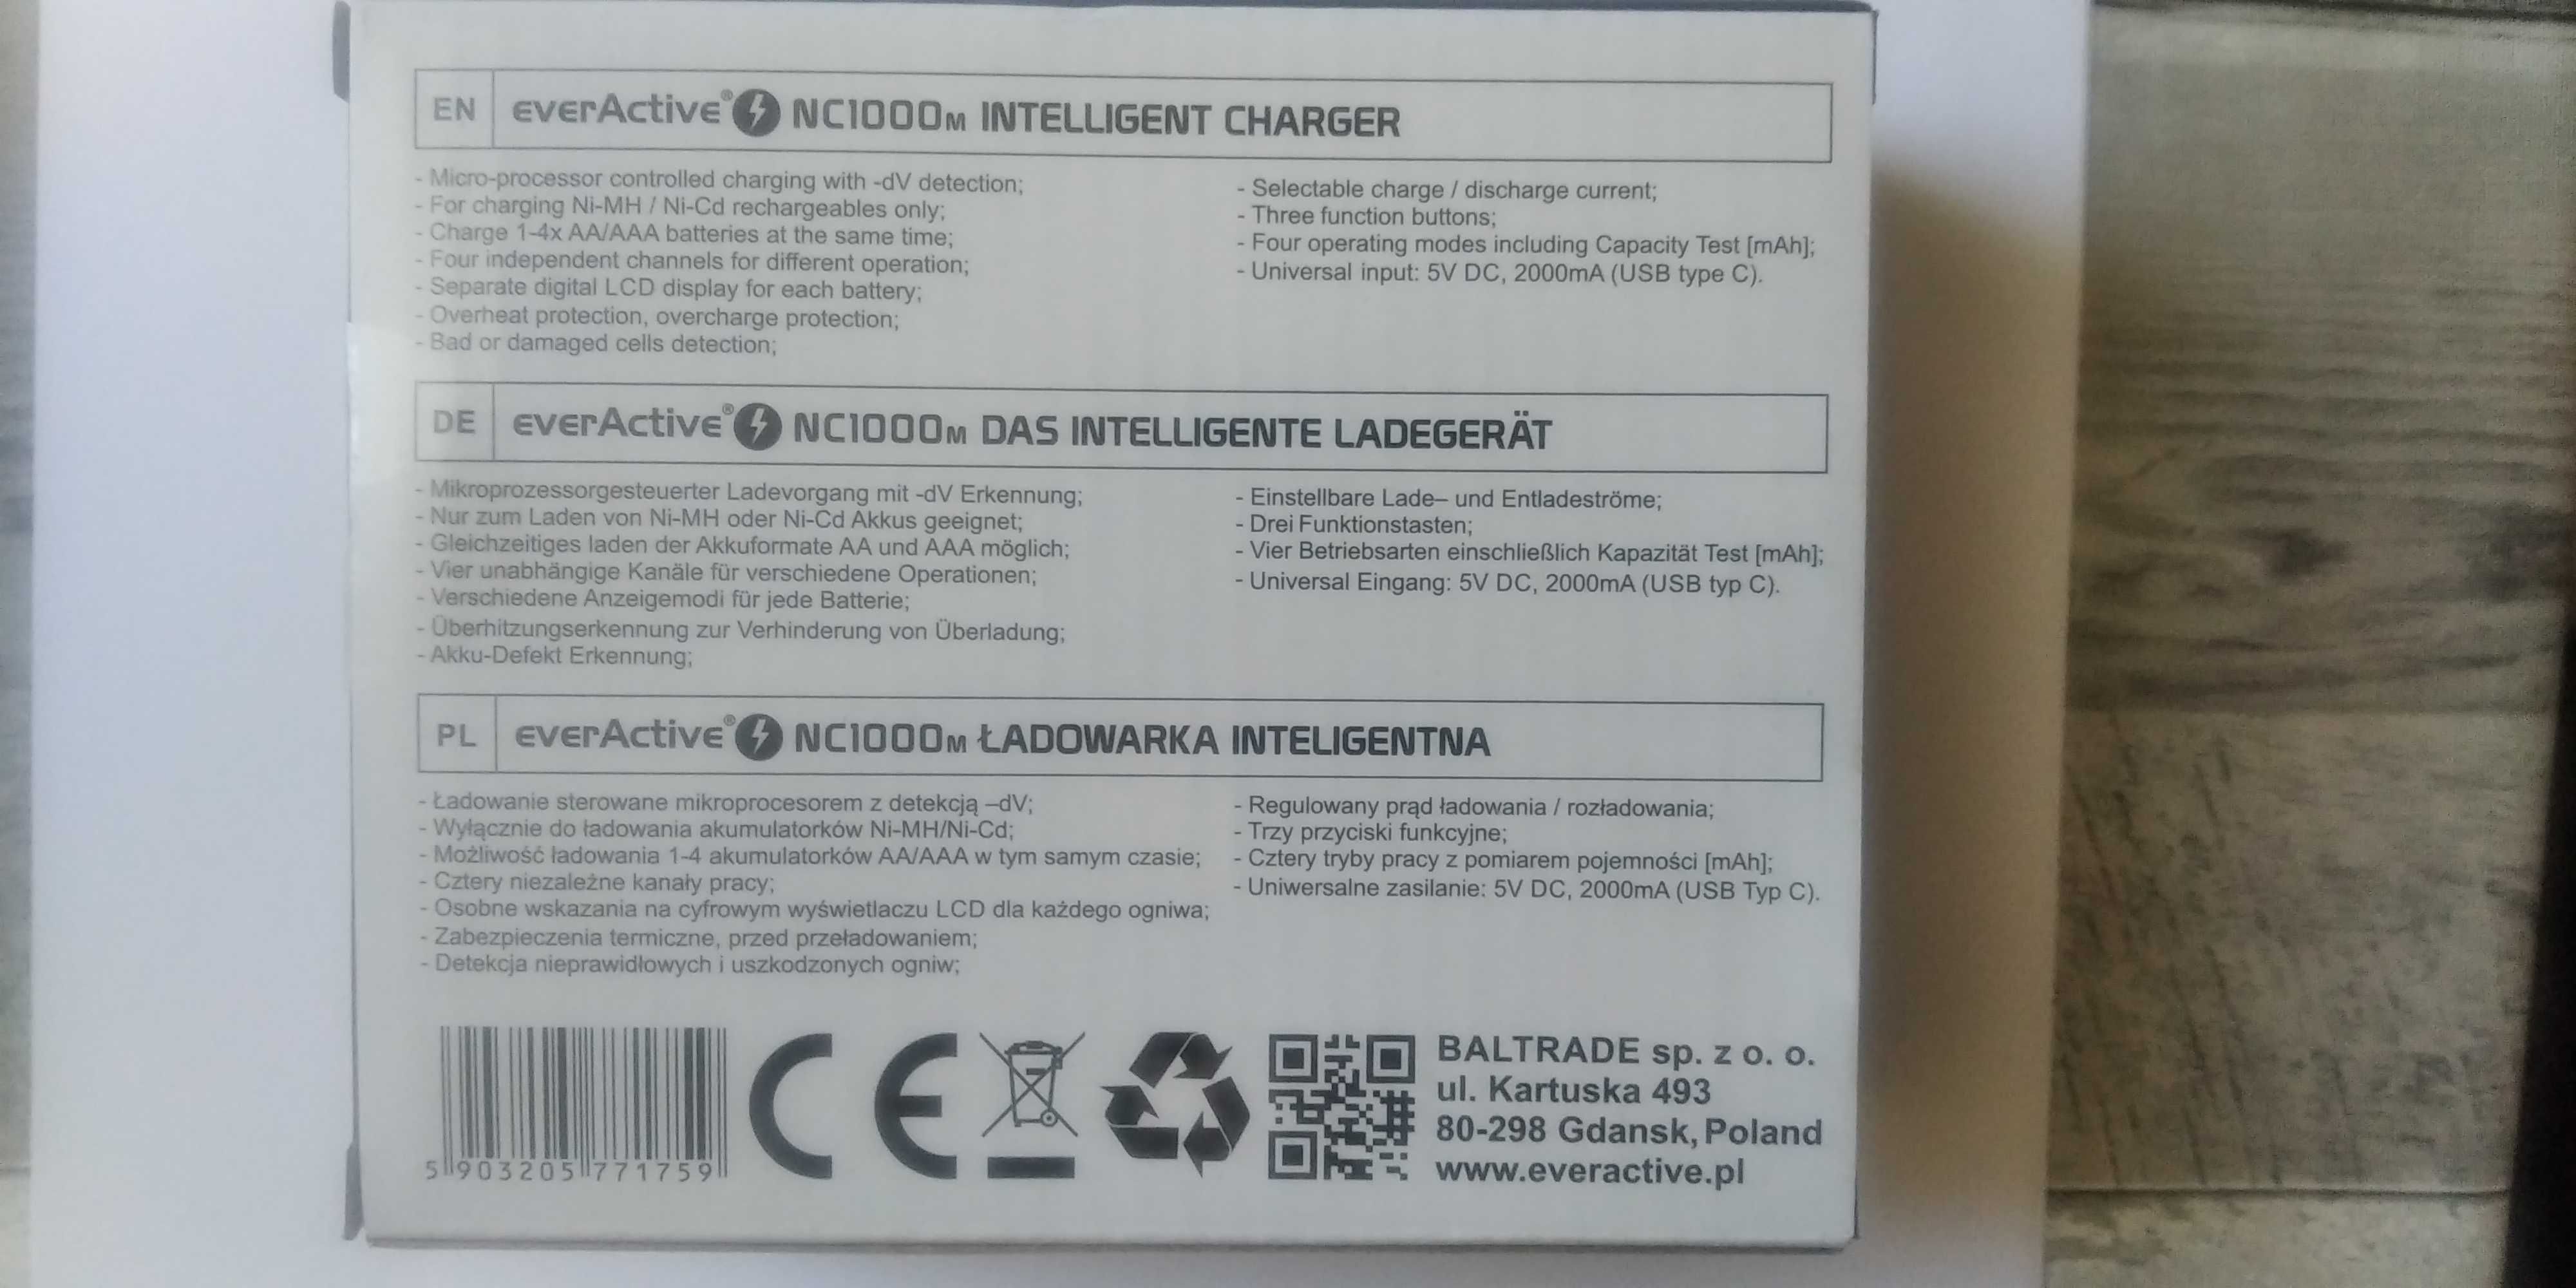 EN everActive® NC1000M INTELLIGENT CHARGER
- Micro-processor controlled charging with -dV detection;
- For charging Ni-MH / Ni-Cd rechargeables only;
- Charge 1-4x AA/AAA batteries at the same time;
- Four independent channels for different operation;
- Separate digital LCD display for each battery;
- Overheat protection, overcharge protection;
- Bad or damaged cells detection;
- Selectable charge / discharge current;
- Three function buttons;
- Four operating modes including Capacity Test [mAh];
- Universal input: 5V DC, 2000mA (USB type C).
DE everActive® NC1000M DAS INTELLIGENTE LADEGERÄT
- Mikroprozessorgesteuerter Ladevorgang mit -dV Erkennung;
- Nur zum Laden von Ni-MH oder Ni-Cd Akkus geeignet;
- Gleichzeitiges laden der Akkuformate AA und AAA möglich;
- Vier unabhängige Kanäle für verschiedene Operationen;
- Verschiedene Anzeigemodi für jede Batterie;
- Überhitzungserkennung zur Verhinderung von Überladung;
- Akku-Defekt Erkennung;
- Einstellbare Lade– und Entladeströme;
- Drei Funktionstasten;
- Vier Betriebsarten einschließlich Kapazität Test [mAh];
- Universal Eingang: 5V DC, 2000mA (USB typ C).
PL everActive® NC1000M ŁADOWARKA INTELIGENTNA
- Ładowanie sterowane mikroprocesorem z detekcją –dV;
- Wyłącznie do ładowania akumulatorków Ni-MH/Ni-Cd;
- Możliwość ładowania 1-4 akumulatorków AA/AAA w tym samym czasie;
- Cztery niezależne kanały pracy;
- Osobne wskazania na cyfrowym wyświetlaczu LCD dla każdego ogniwa;
- Zabezpieczenia termiczne, przed przeładowaniem;
- Detekcja nieprawidłowych i uszkodzonych ogniw;
- Regulowany prąd ładowania / rozładowania;
- Trzy przyciski funkcyjne;
- Cztery tryby pracy z pomiarem pojemności [mAh];
- Uniwersalne zasilanie: 5V DC, 2000mA (USB Typ C).
5 903205 771759
CE
BALTRADE sp. z o. o.
ul. Kartuska 493
80-298 Gdansk, Poland
www.everactive.pl